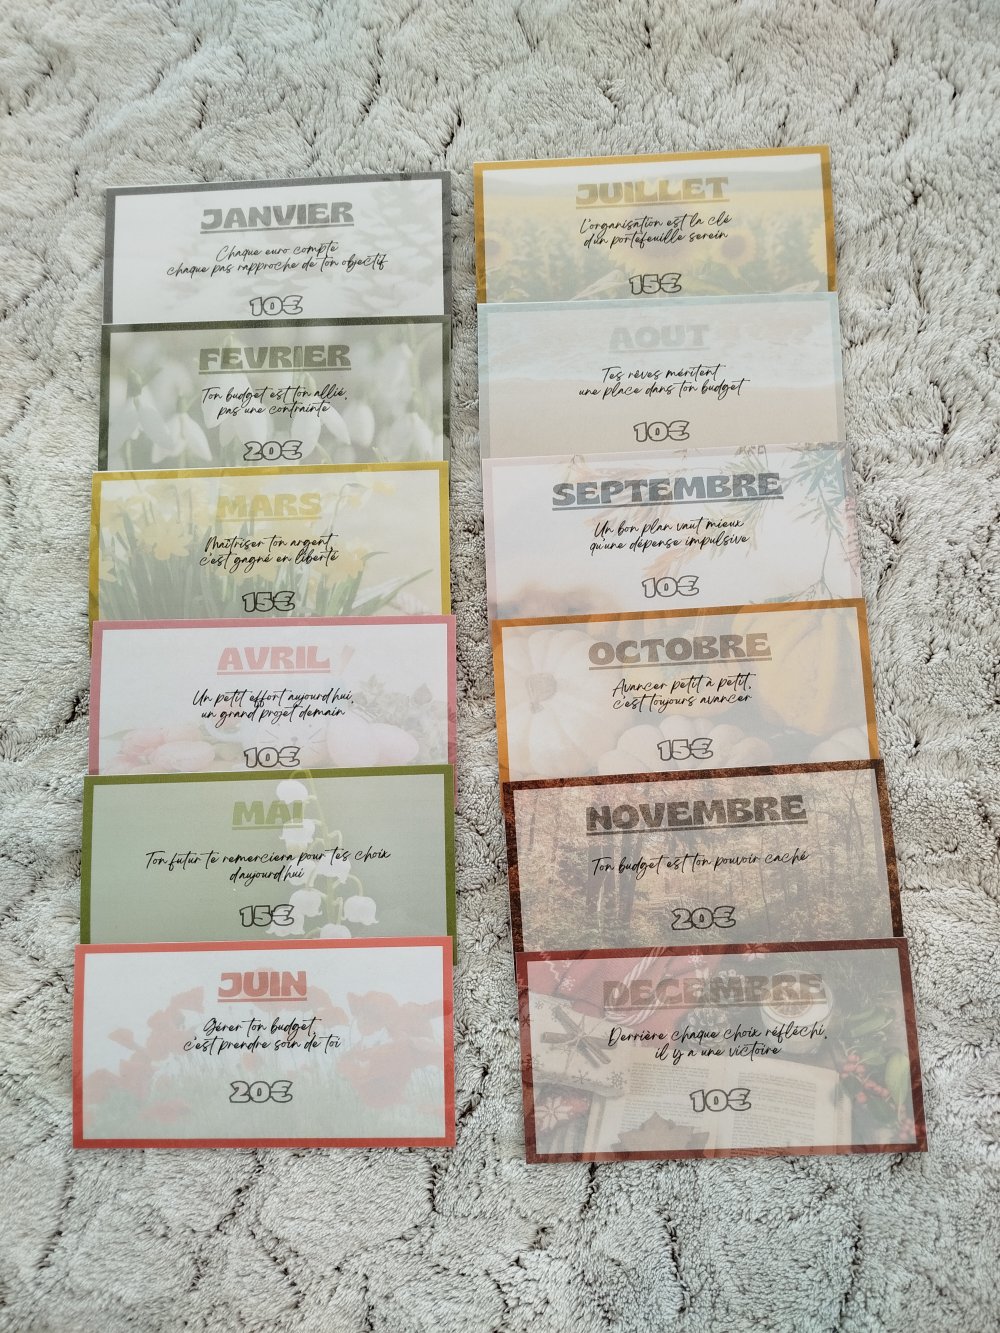 JANVIER
Chaque euro compte
chaque pas rapproche de ton objectif
10€
FEVRIER
Ton budget est ton allié,
pas une contrainte
20€
MARS
Maîtriser ton argent,
c'est gagné en liberté
15€
AVRIL
Un petit effort aujourd'hui,
un grand projet demain
10€
MAI
Ton futur te remerciera pour tes choix
d'aujourd'hui
15€
JUIN
Gérer ton budget,
c'est prendre soin de toi
20€
JUILLET
L'organisation est la clé
d'un portefeuille serein
15€
AOUT
Tes rêves méritent
une place dans ton budget
10€
SEPTEMBRE
Un bon plan vaut mieux
qu'une dépense impulsive
10€
OCTOBRE
Avancer petit à petit,
c'est toujours avancer
15€
NOVEMBRE
Ton budget est ton pouvoir caché
20€
DECEMBRE
Derrière chaque choix réfléchi,
il y a une victoire
10€